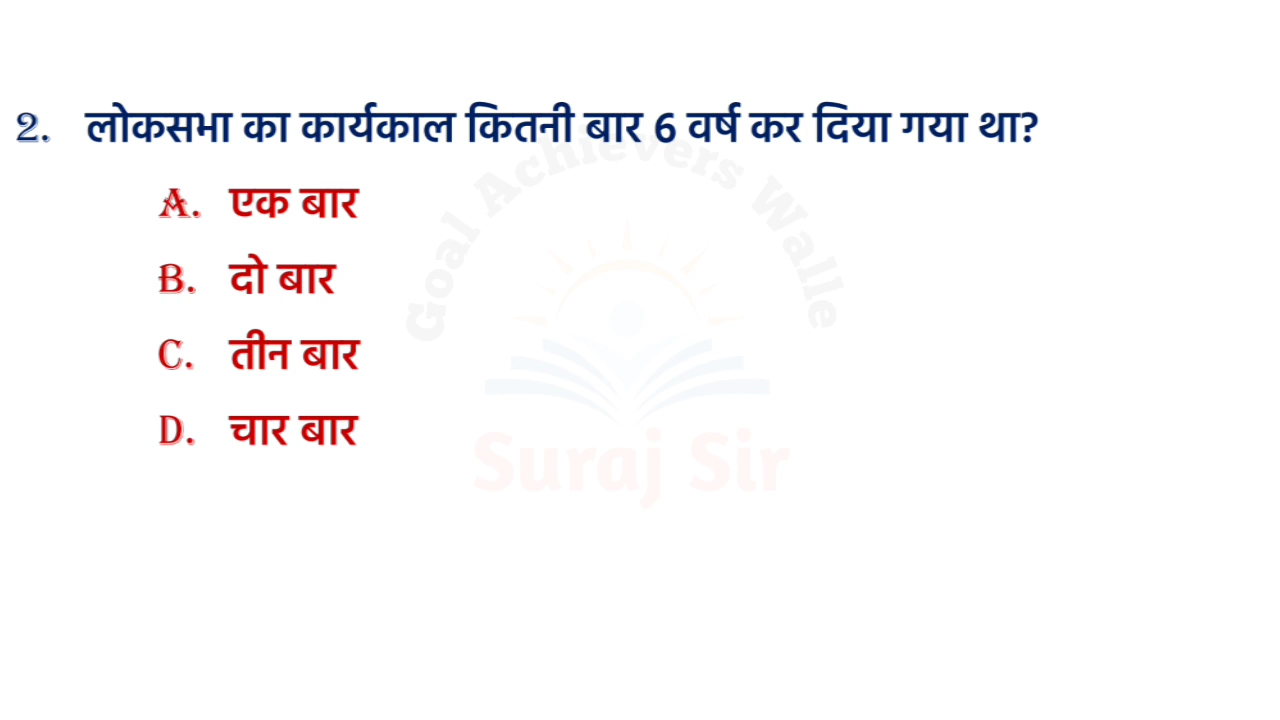 2. लोकसभा का कार्यकाल कितनी बार 6 वर्ष कर दिया गया था?
A. एक बार
B. दो बार
C. तीन बार
D. चार बार
Goal Achievers Walle
Suraj Sir